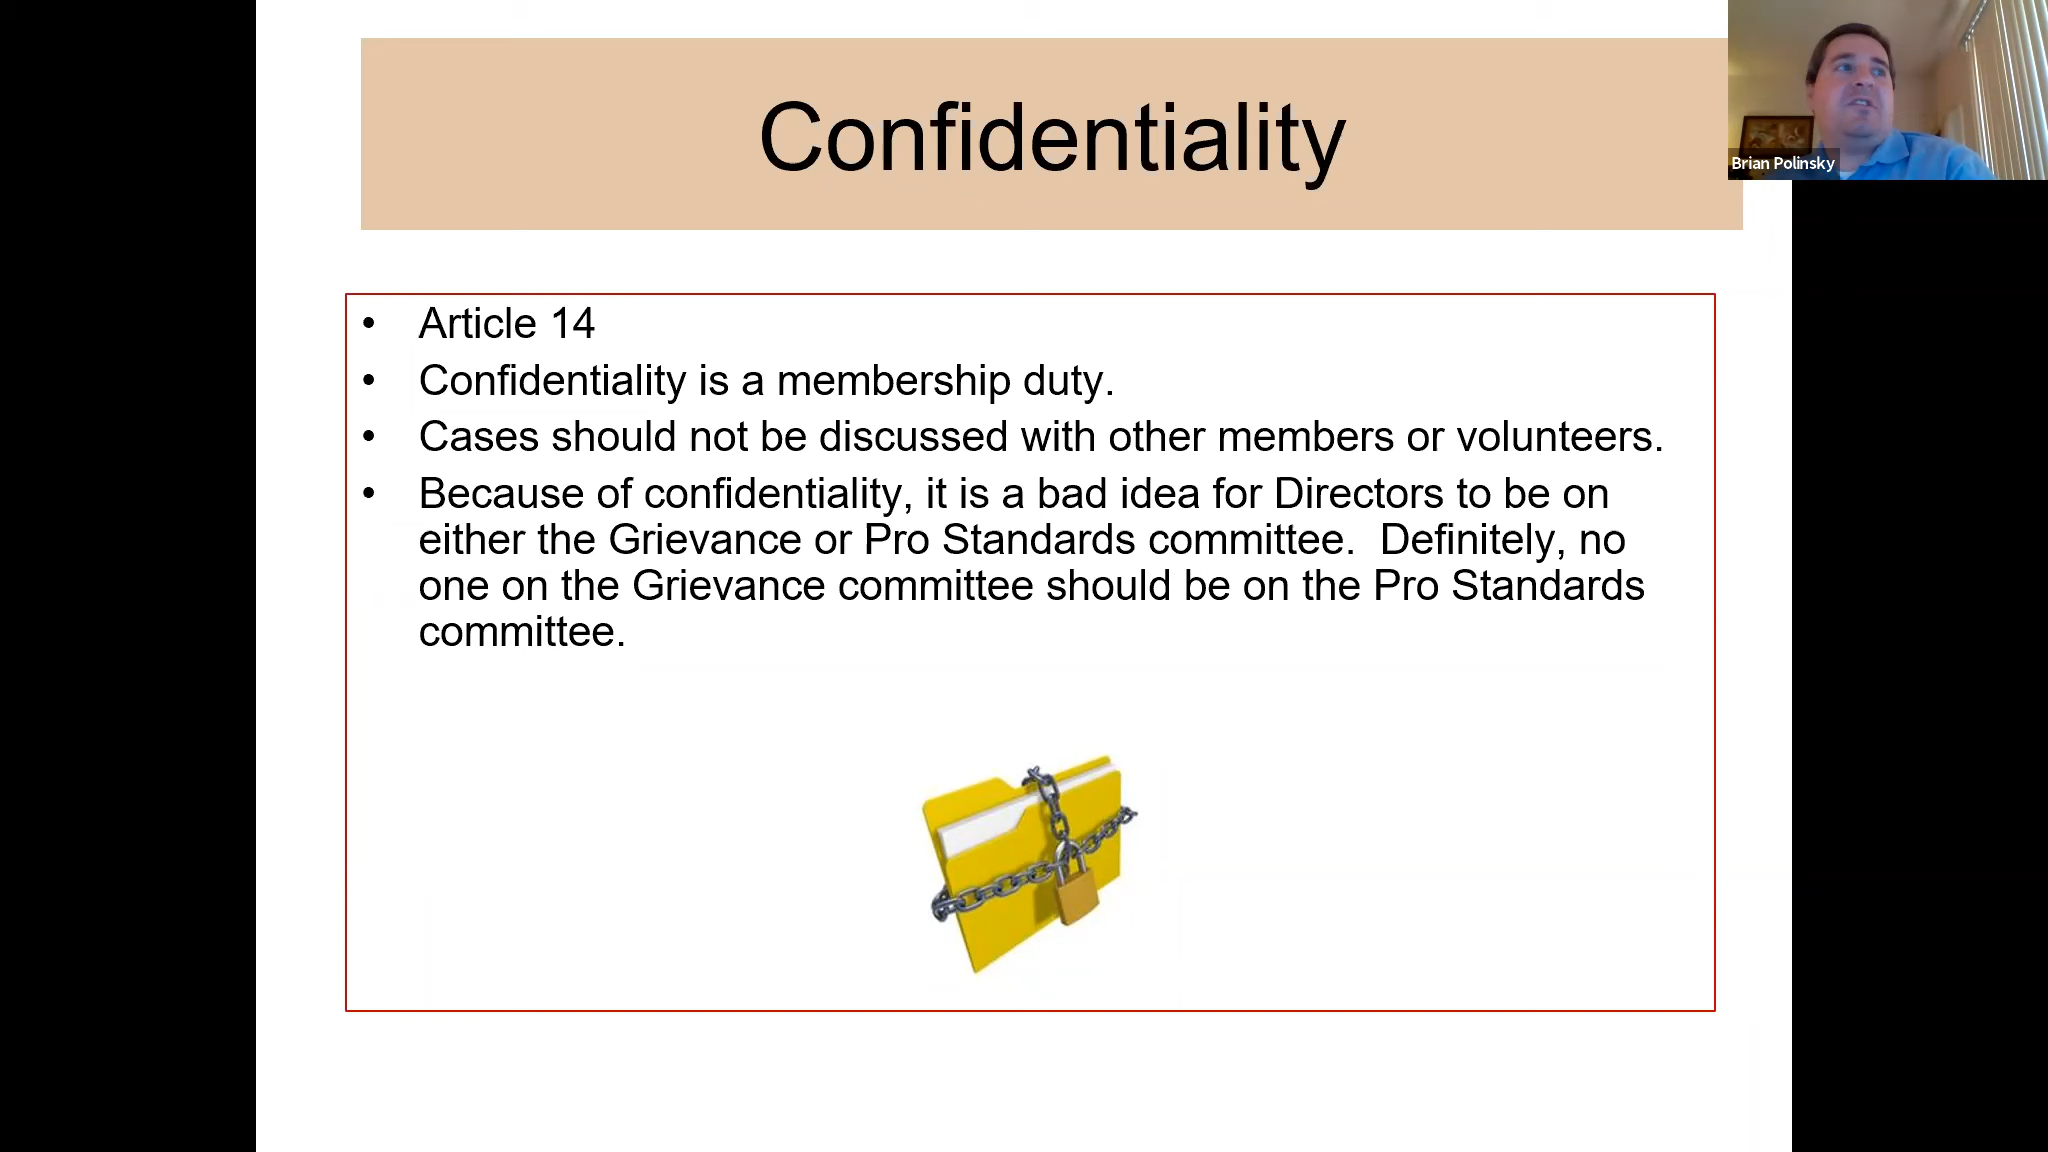 Confidentiality
Brian Polinsky
• Article 14
• Confidentiality is a membership duty.
• Cases should not be discussed with other members or volunteers.
• Because of confidentiality, it is a bad idea for Directors to be on
either the Grievance or Pro Standards committee.  Definitely, no
one on the Grievance committee should be on the Pro Standards
committee.